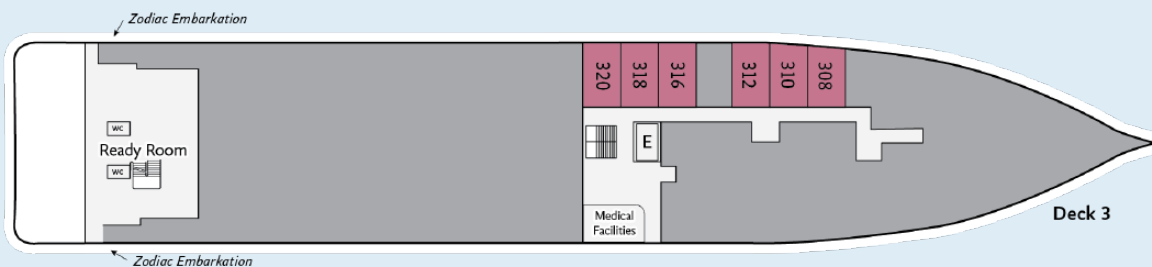 Zodiac Embarkation
320
318
316
312
310
308
WC
Ready Room
WC
E
Medical
Facilities
Deck 3
Zodiac Embarkation